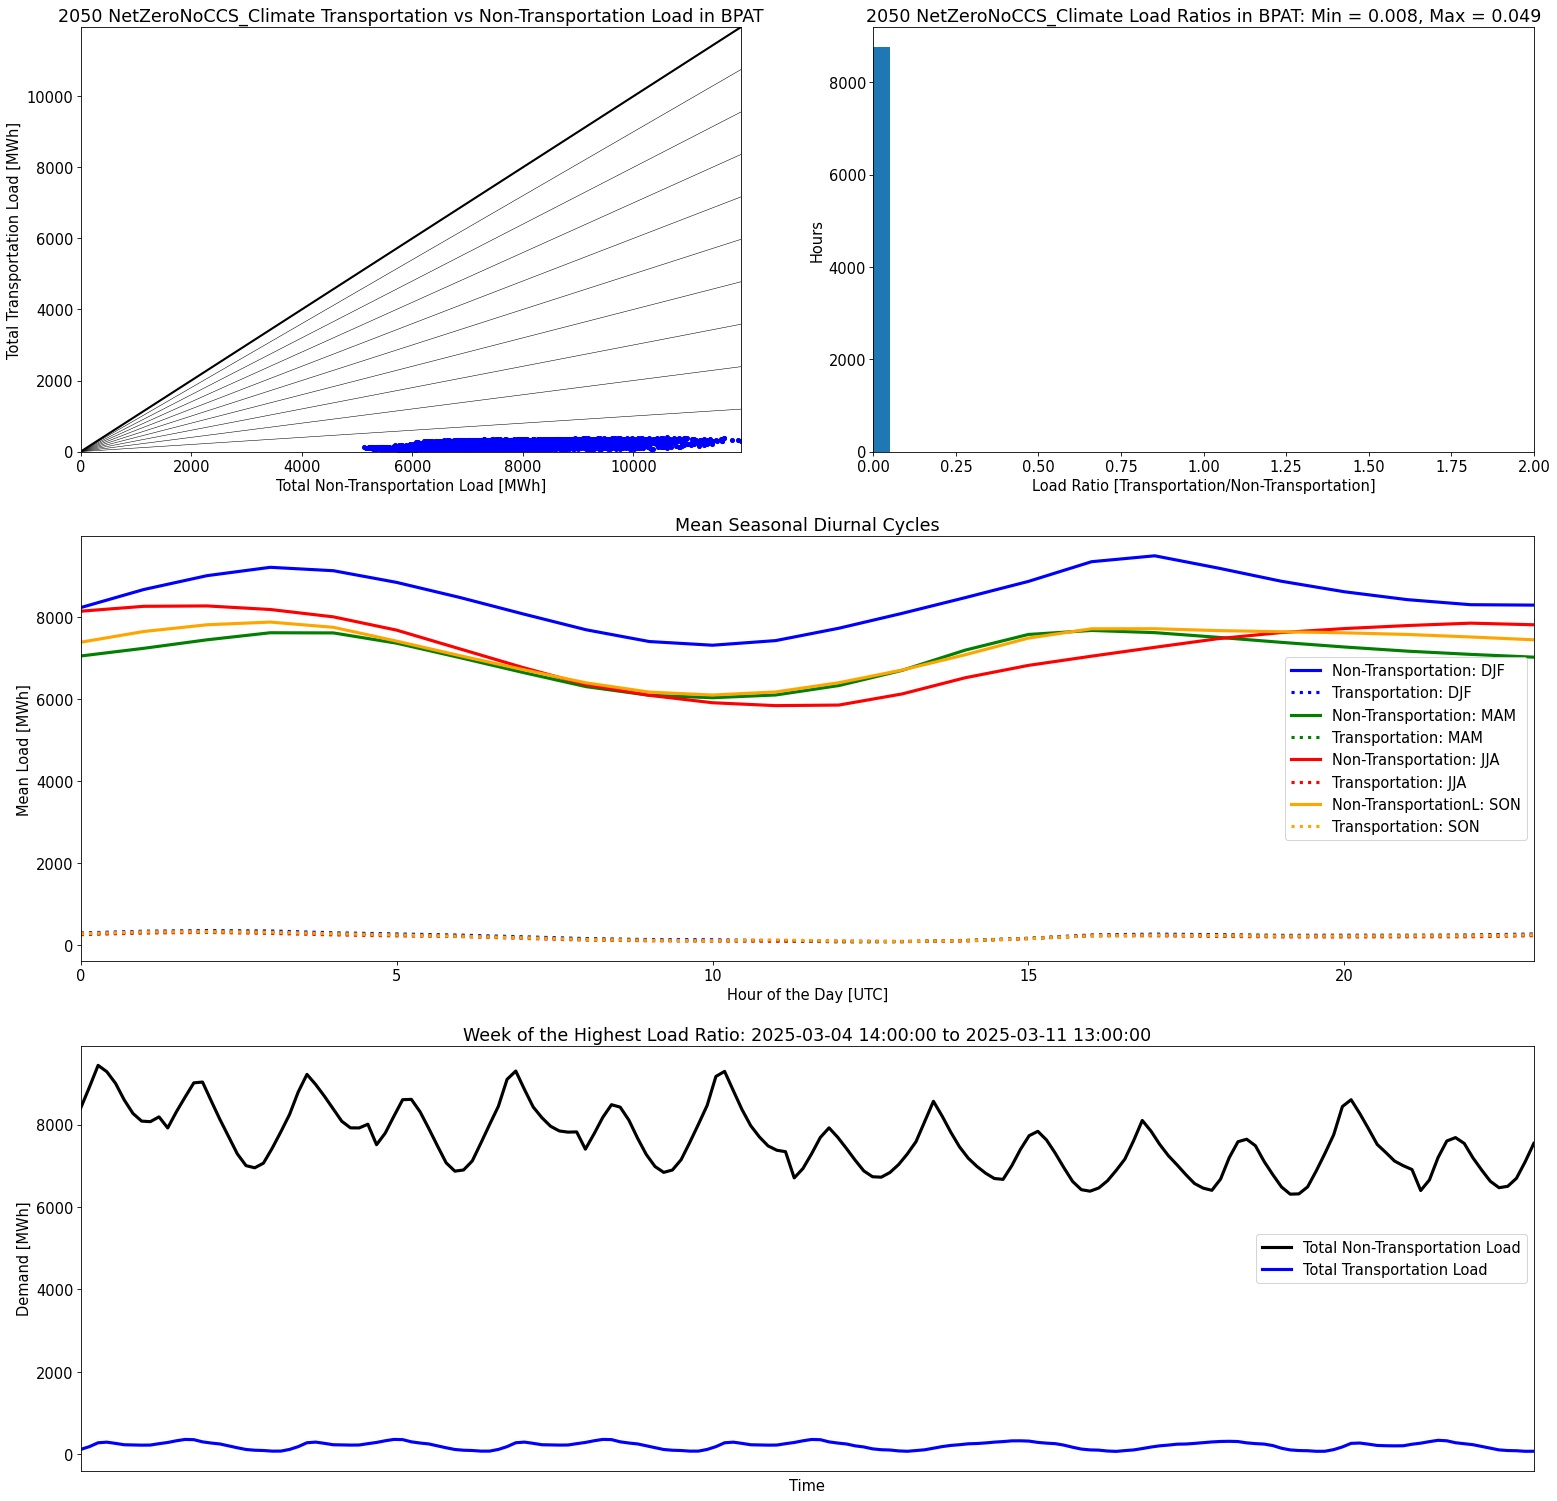 2050 NetZeroNoCCS_Climate Transportation vs Non-Transportation Load in BPAT
Total Transportation Load [MWh]
10000
8000
6000
4000
2000
0
0 2000 4000 6000 8000 10000
Total Non-Transportation Load [MWh]
2050 NetZeroNoCCS_Climate Load Ratios in BPAT: Min = 0.008, Max = 0.049
Hours
8000
6000
4000
2000
0
0.00 0.25 0.50 0.75 1.00 1.25 1.50 1.75 2.00
Load Ratio [Transportation/Non-Transportation]
Mean Seasonal Diurnal Cycles
Mean Load [MWh]
8000
6000
4000
2000
0
Non-Transportation: DJF
Transportation: DJF
Non-Transportation: MAM
Transportation: MAM
Non-Transportation: JJA
Transportation: JJA
Non-TransportationL: SON
Transportation: SON
0 5 10 15 20
Hour of the Day [UTC]
Week of the Highest Load Ratio: 2025-03-04 14:00:00 to 2025-03-11 13:00:00
Demand [MWh]
8000
6000
4000
2000
0
Total Non-Transportation Load
Total Transportation Load
Time